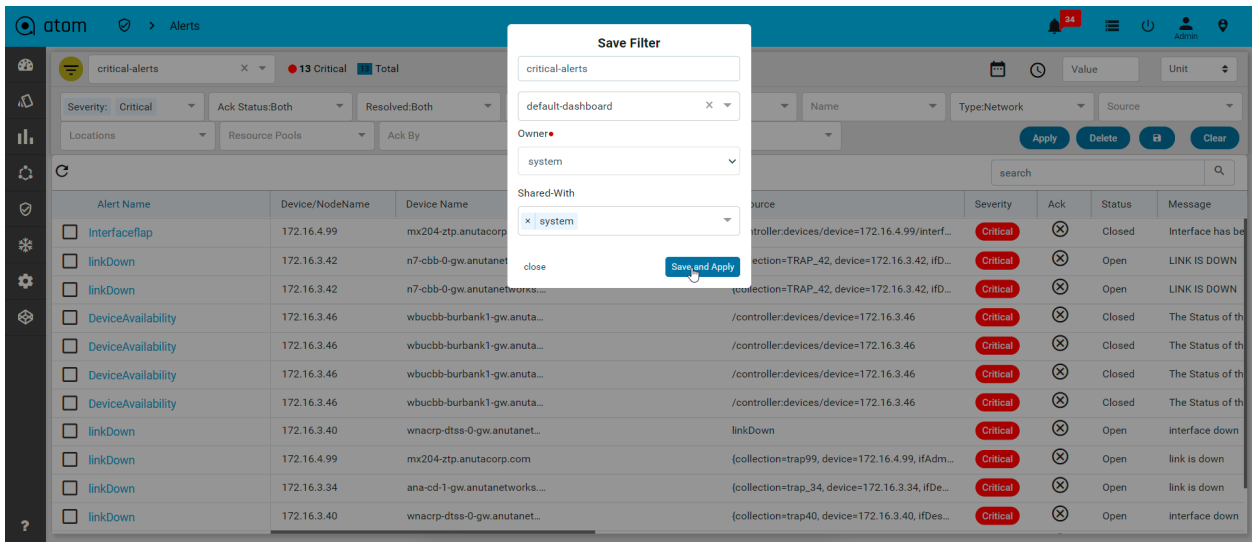 atom > Alerts 34 Admin
Save Filter
critical-alerts
default-dashboard
Owner
system
Shared-With
× system
close Save and Apply
critical-alerts 13 Critical 13 Total Value Unit
Severity: Critical Ack Status:Both Resolved:Both Name Type:Network Source
Locations Resource Pools Ack By Apply Delete Clear
search
Alert Name Device/NodeName Device Name Source Severity Ack Status Message
Interfaceflap 172.16.4.99 mx204-ztp.anutacorp ntroller:devices/device=172.16.4.99/interf... Critical Closed Interface has be
linkDown 172.16.3.42 n7-cbb-0-gw.anutanet ection=TRAP_42, device=172.16.3.42, ifD... Critical Open LINK IS DOWN
linkDown 172.16.3.42 n7-cbb-0-gw.anutanetworks.... {collection=TRAP_42, device=172.16.3.42, ifD... Critical Open LINK IS DOWN
DeviceAvailability 172.16.3.46 wbucbb-burbank1-gw.anuta... /controller:devices/device=172.16.3.46 Critical Closed The Status of th
DeviceAvailability 172.16.3.46 wbucbb-burbank1-gw.anuta... /controller:devices/device=172.16.3.46 Critical Closed The Status of th
DeviceAvailability 172.16.3.46 wbucbb-burbank1-gw.anuta... /controller:devices/device=172.16.3.46 Critical Closed The Status of th
DeviceAvailability 172.16.3.46 wbucbb-burbank1-gw.anuta... /controller:devices/device=172.16.3.46 Critical Closed The Status of th
linkDown 172.16.3.40 wnacrp-dtss-0-gw.anutanet... linkDown Critical Open interface down
linkDown 172.16.4.99 mx204-ztp.anutacorp.com {collection=trap99, device=172.16.4.99, ifAdm... Critical Open link is down
linkDown 172.16.3.34 ana-cd-1-gw.anutanetworks.... {collection=trap_34, device=172.16.3.34, ifDe... Critical Open link is down
linkDown 172.16.3.40 wnacrp-dtss-0-gw.anutanet... {collection=trap40, device=172.16.3.40, ifDes... Critical Open interface down
?